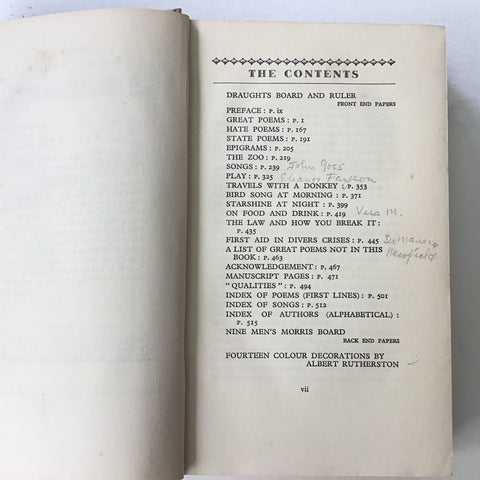 THE CONTENTS
DRAUGHTS BOARD AND RULER
FRONT END PAPERS
PREFACE : P. ix
GREAT POEMS : P. 1
HATE POEMS : P. 167
STATE POEMS : P. 191
EPIGRAMS : P. 205
THE ZOO : P. 219
SONGS : P. 239 John Goss
PLAY : P. 325 Eleanor Farjeon
TRAVELS WITH A DONKEY : P. 353
BIRD SONG AT MORNING : P. 371
STARSHINE AT NIGHT : P. 399
ON FOOD AND DRINK : P. 419 Vera M.
THE LAW AND HOW YOU BREAK IT :
P. 435
FIRST AID IN DIVERS CRISES : P. 445
A LIST OF GREAT POEMS NOT IN THIS
BOOK : P. 463
ACKNOWLEDGEMENT : P. 467
MANUSCRIPT PAGES : P. 471
“ QUALITIES ” : P. 494
INDEX OF POEMS (FIRST LINES) : P. 501
INDEX OF SONGS : P. 512
INDEX OF AUTHORS (ALPHABETICAL) :
P. 515
NINE MEN'S MORRIS BOARD
BACK END PAPERS
FOURTEEN COLOUR DECORATIONS BY
ALBERT RUTHERSTON
vii